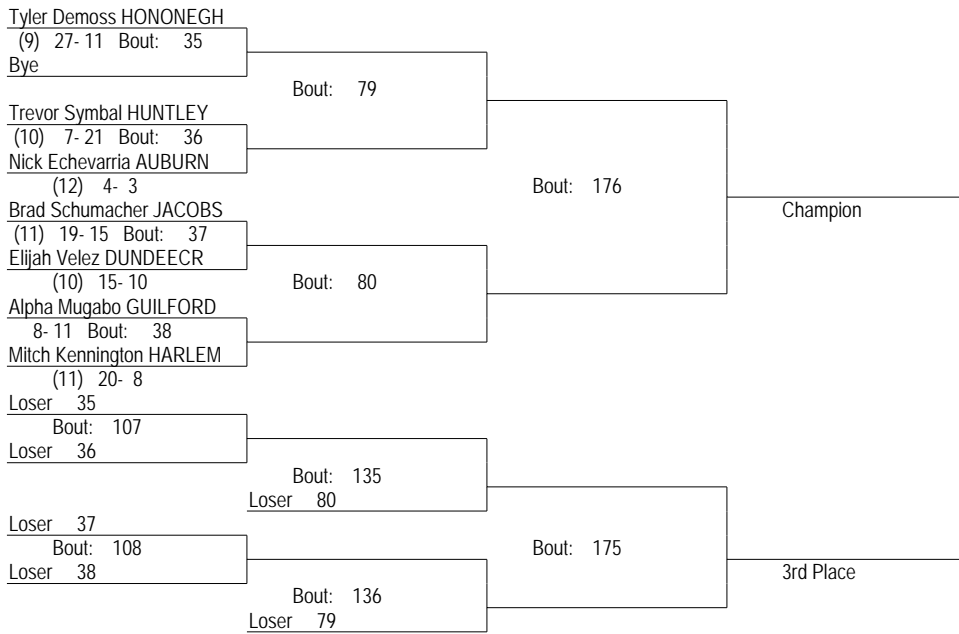 Tyler Demoss HONONEGH
(9) 27- 11 Bout: 35
Bye
Bout: 79
Trevor Symbal HUNTLEY
(10) 7- 21 Bout: 36
Nick Echevarria AUBURN
(12) 4- 3
Bout: 176
Brad Schumacher JACOBS
Champion
(11) 19- 15 Bout: 37
Elijah Velez DUNDEECR
(10) 15- 10
Bout: 80
Alpha Mugabo GUILFORD
8- 11 Bout: 38
Mitch Kennington HARLEM
(11) 20- 8
Loser 35
Bout: 107
Loser 36
Bout: 135
Loser 80
Loser 37
Bout: 108
Bout: 175
Loser 38
3rd Place
Bout: 136
Loser 79